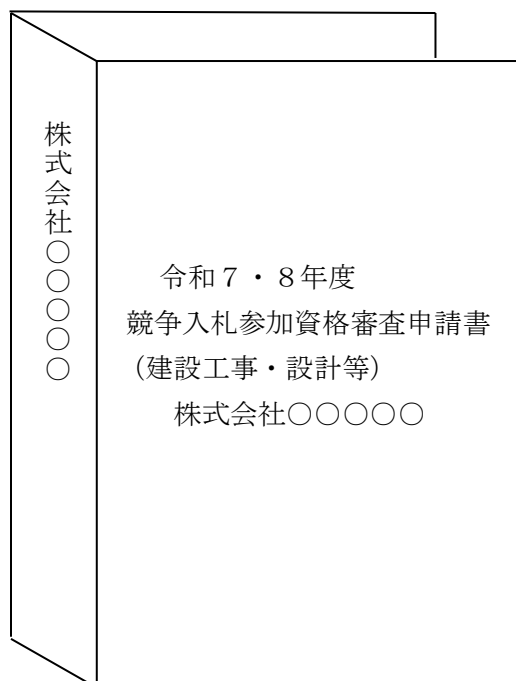 株式会社○○○○○
令和７・８年度
競争入札参加資格審査申請書
（建設工事・設計等）
株式会社○○○○○